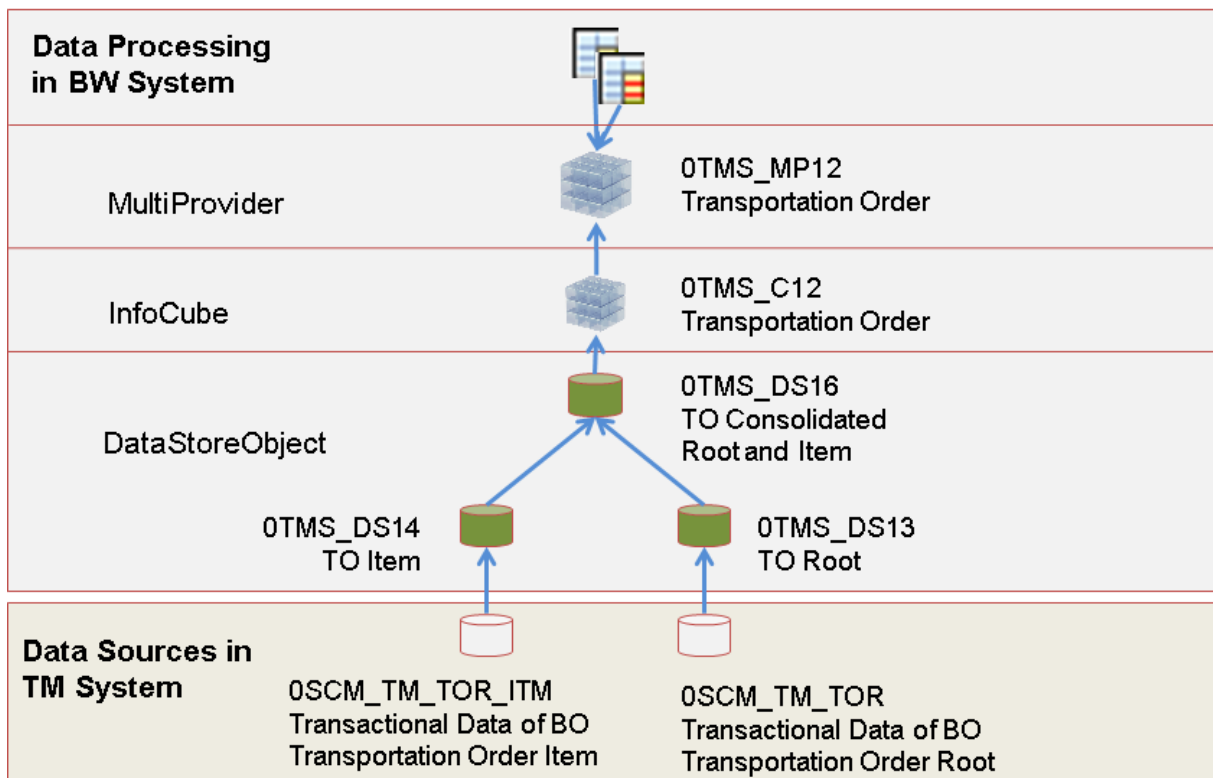 Data Processing
in BW System
MultiProvider
0TMS_MP12
Transportation Order
InfoCube
0TMS_C12
Transportation Order
DataStoreObject
0TMS_DS16
TO Consolidated
Root and Item
0TMS_DS14
TO Item
0TMS_DS13
TO Root
Data Sources in
TM System
0SCM_TM_TOR_ITM
Transactional Data of BO
Transportation Order Item
0SCM_TM_TOR
Transactional Data of BO
Transportation Order Root